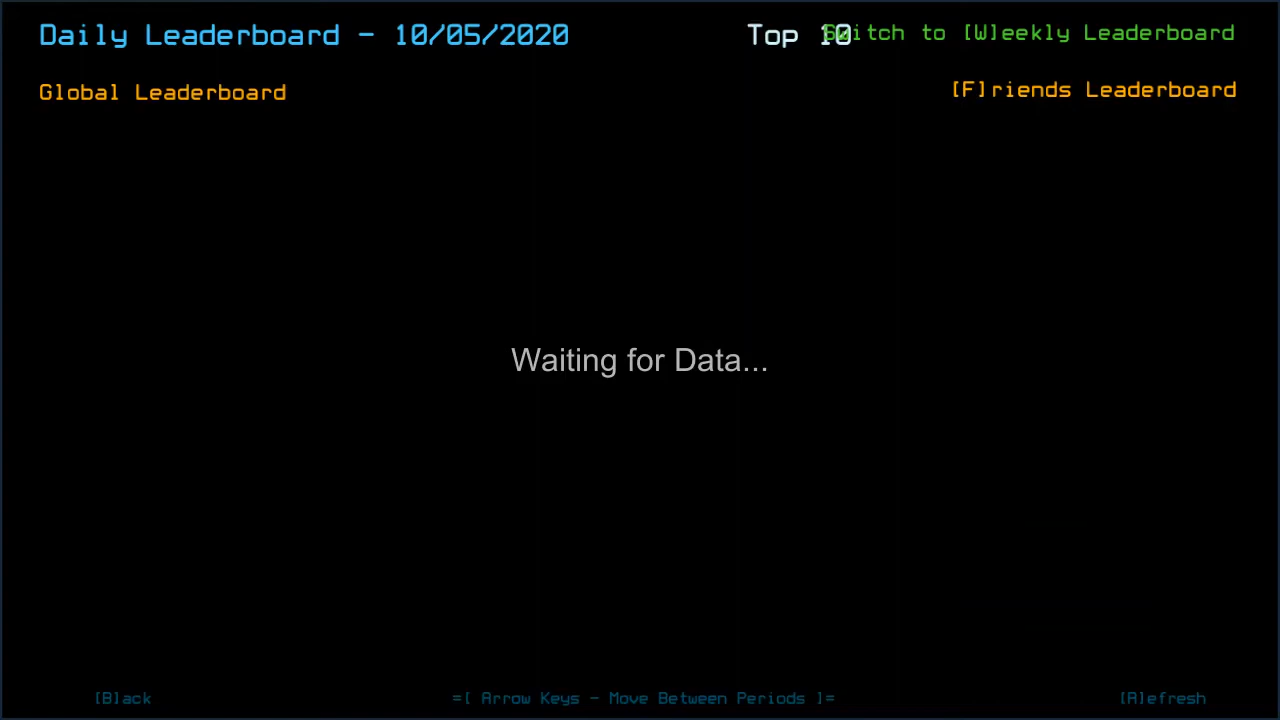 Daily Leaderboard - 10/05/2020
Top 10
Switch to [W]eekly Leaderboard
Global Leaderboard
[F]riends Leaderboard
Waiting for Data...
[B]ack
=[ Arrow Keys - Move Between Periods ]=
[R]efresh